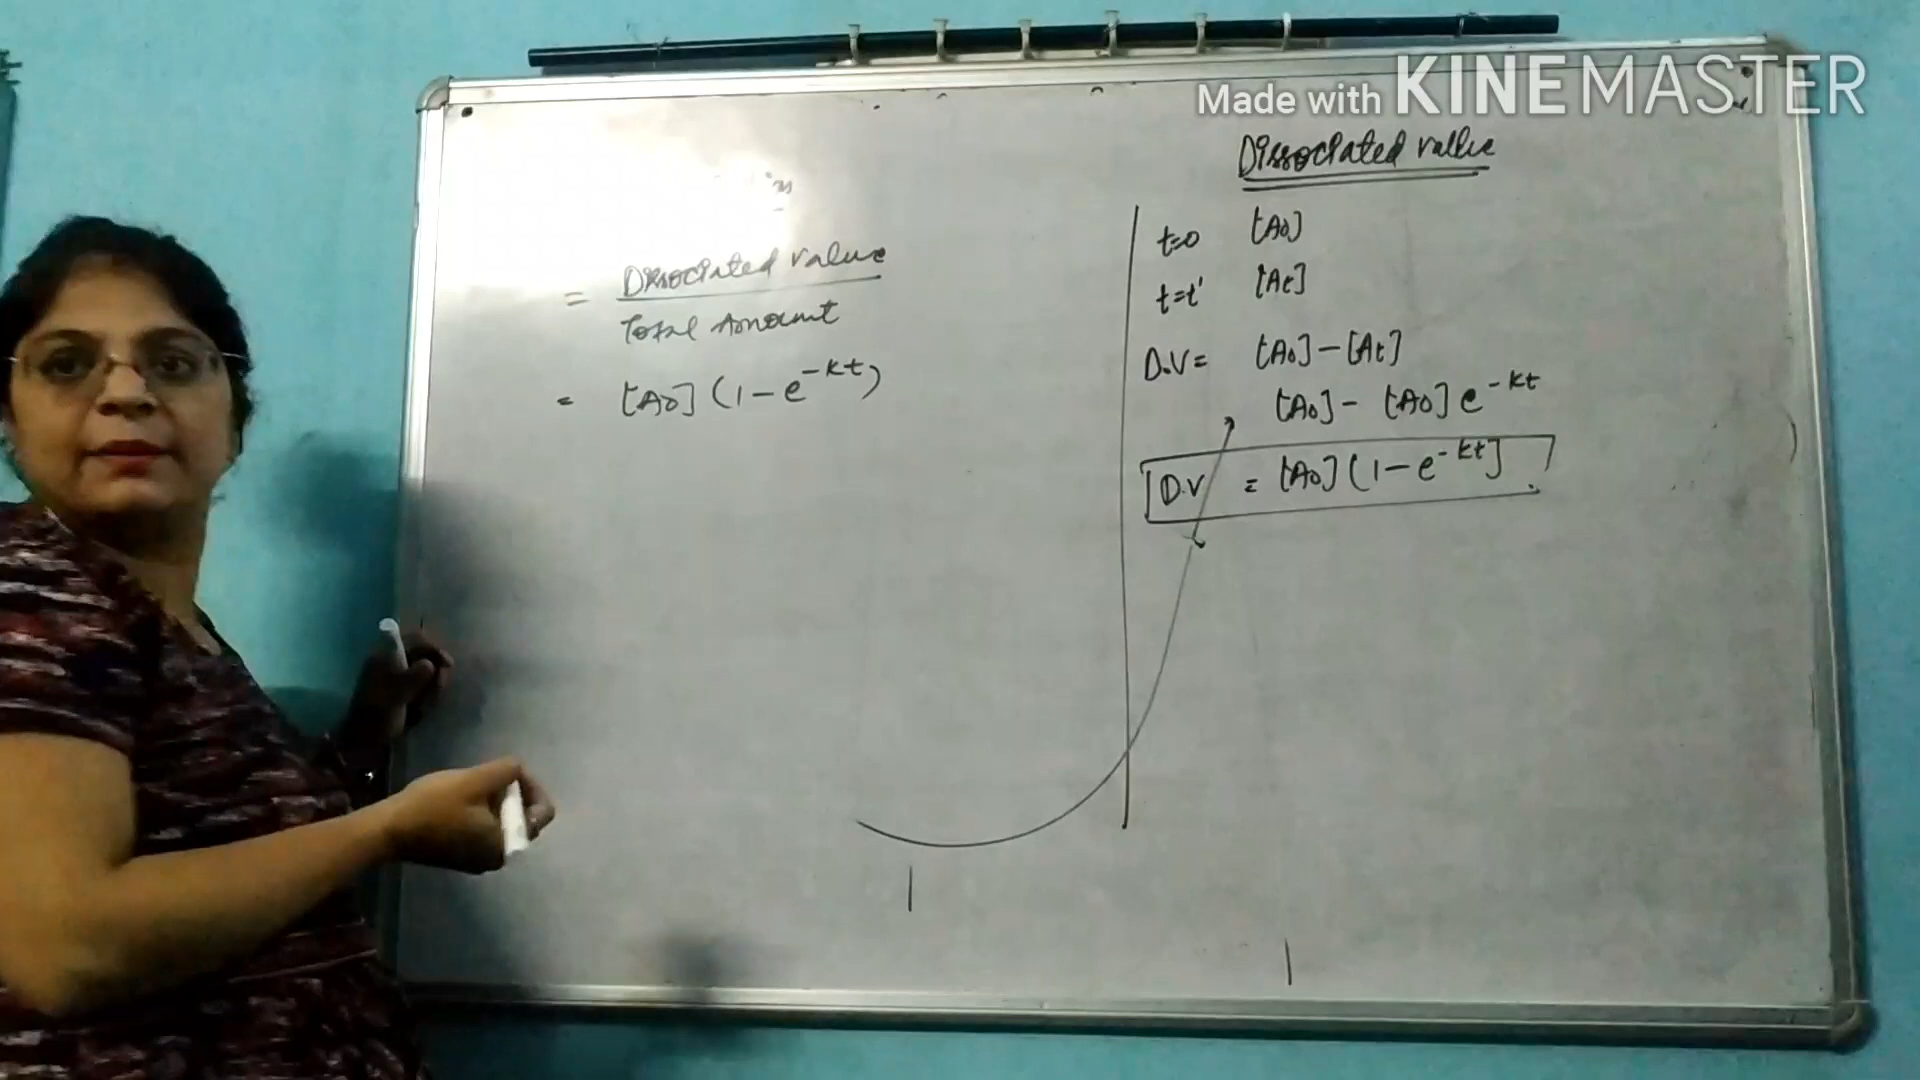 Made with KINEMASTER
= Dissociated Value
Total Amount
= [A0] (1-e^-kt)
Dissociated value
t=0 [A0]
t=t' [At]
D.V= [A0]-[At]
[A0]- [A0] e^-kt
D.V = [A0] (1-e^-kt]